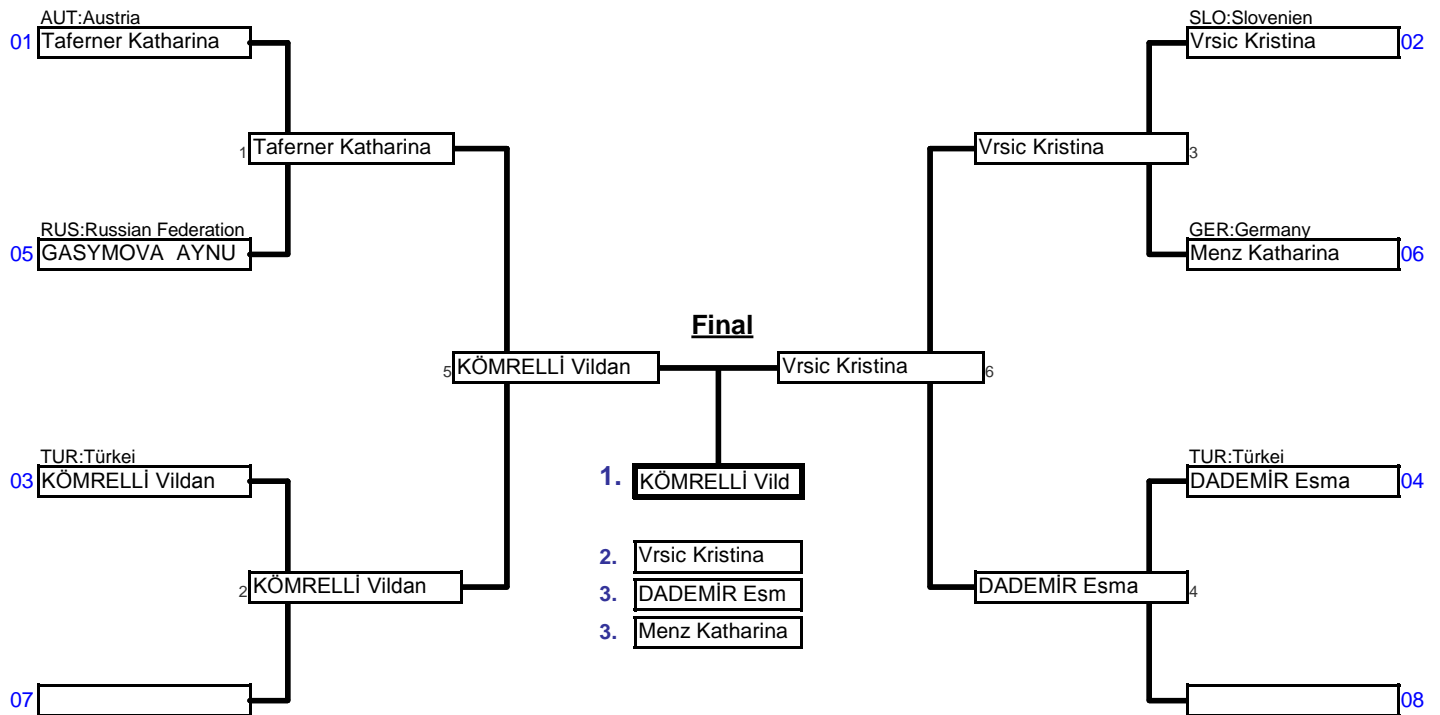 AUT:Austria
01 Taferner Katharina
SLO:Slovenien
Vrsic Kristina 02
1 Taferner Katharina
Vrsic Kristina 3
RUS:Russian Federation
05 GASYMOVA AYNU
GER:Germany
Menz Katharina 06
Final
5 KÖMRELLİ Vildan
Vrsic Kristina 6
TUR:Türkei
03 KÖMRELLİ Vildan
1. KÖMRELLİ Vild
TUR:Türkei
DADEMİR Esma 04
2. Vrsic Kristina
2 KÖMRELLİ Vildan
3. DADEMİR Esm
DADEMİR Esma 4
3. Menz Katharina
07
08